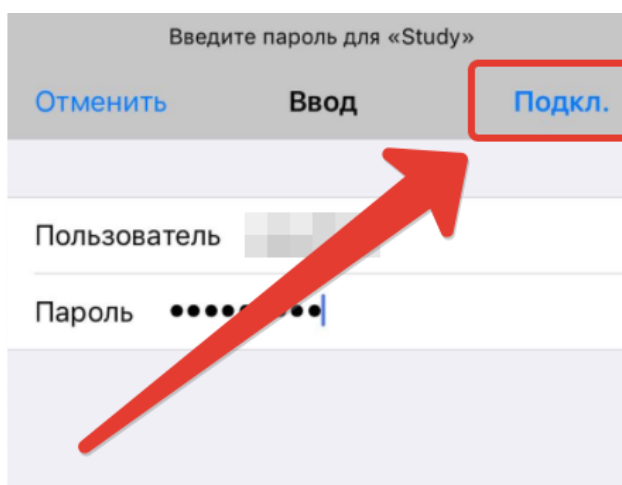 Введите пароль для «Study»
Отменить Ввод Подкл.
Пользователь
Пароль ••••••••••